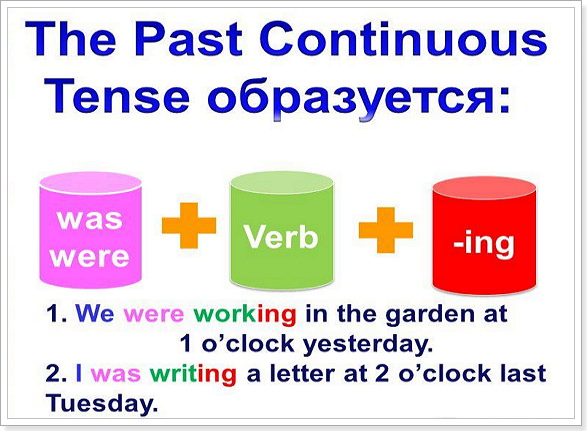 The Past Continuous
Tense образуется:
was
were
Verb
-ing
1. We were working in the garden at
1 o’clock yesterday.
2. I was writing a letter at 2 o’clock last
Tuesday.